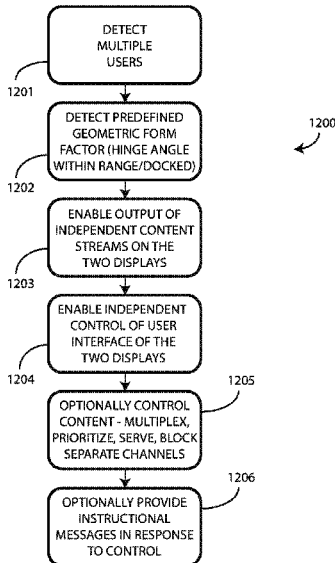 DETECT
MULTIPLE
USERS
1201
1200
DETECT PREDEFINED
GEOMETRIC FORM
FACTOR (HINGE ANGLE
WITHIN RANGE/DOCKED)
1202
ENABLE OUTPUT OF
INDEPENDENT CONTENT
STREAMS ON THE
TWO DISPLAYS
1203
ENABLE INDEPENDENT
CONTROL OF USER
INTERFACE OF THE
TWO DISPLAYS
1204
1205
OPTIONALLY CONTROL
CONTENT - MULTIPLEX,
PRIORITIZE, SERVE, BLOCK
SEPARATE CHANNELS
1206
OPTIONALLY PROVIDE
INSTRUCTIONAL
MESSAGES IN RESPONSE
TO CONTROL